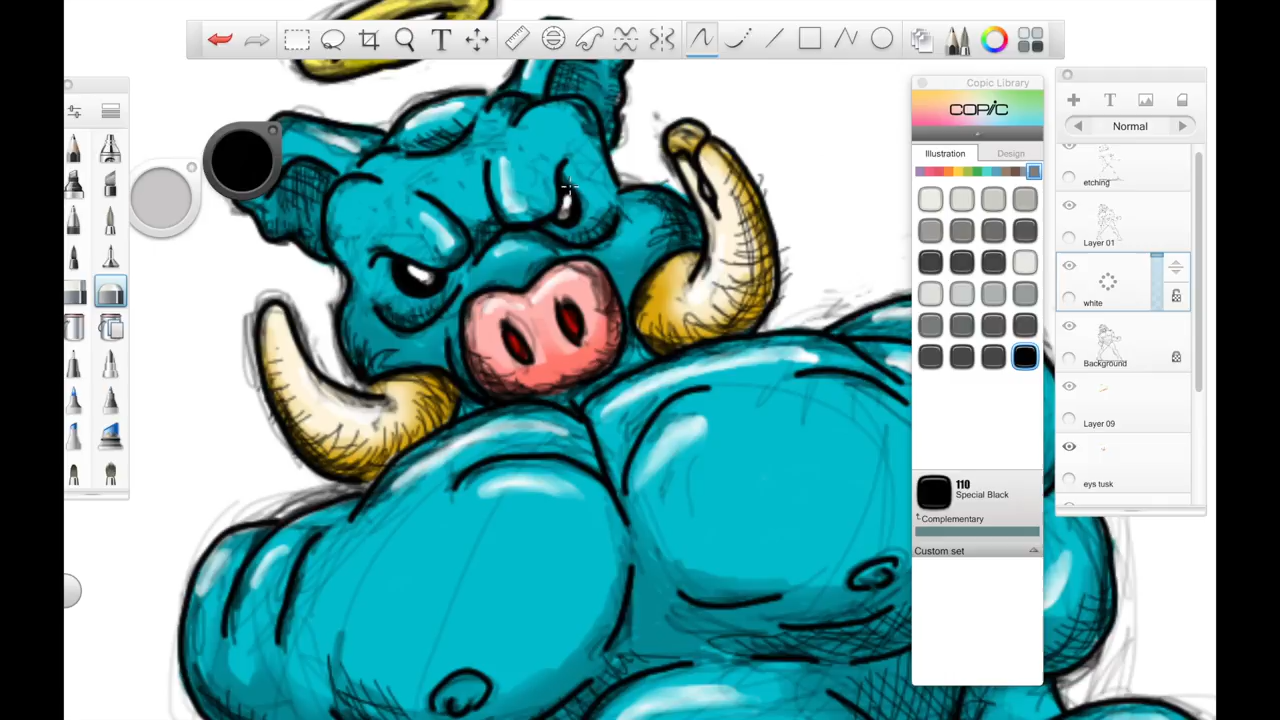 T
Copic Library
COPIC
Illustration
Design
110
Special Black
Complementary
Custom set
T
Normal
etching
Layer 01
white
Background
Layer 09
eys tusk